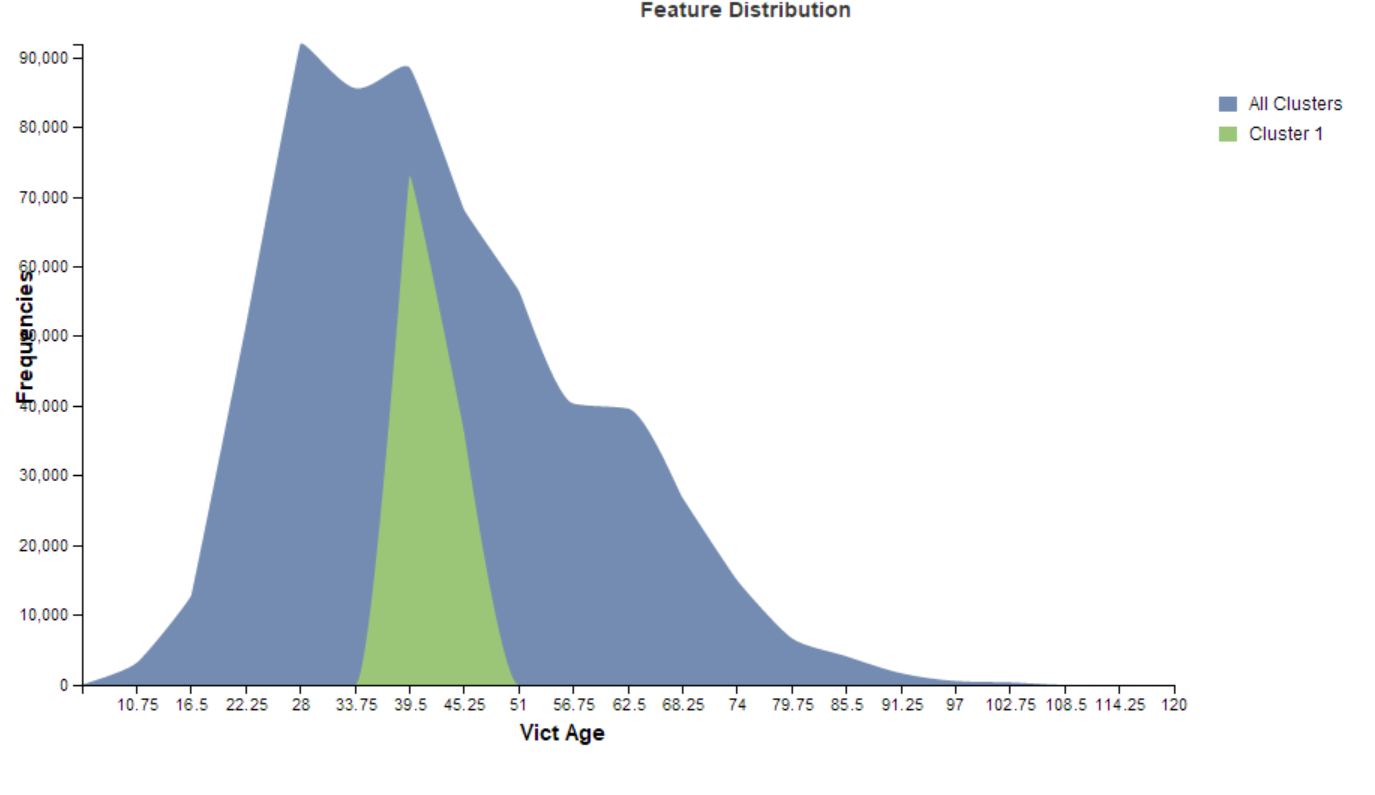 Feature Distribution
90,000
80,000
70,000
60,000
50,000
40,000
30,000
20,000
10,000
0
Frequencies
10.75 16.5 22.25 28 33.75 39.5 45.25 51 56.75 62.5 68.25 74 79.75 85.5 91.25 97 102.75 108.5 114.25 120
Vict Age
All Clusters
Cluster 1